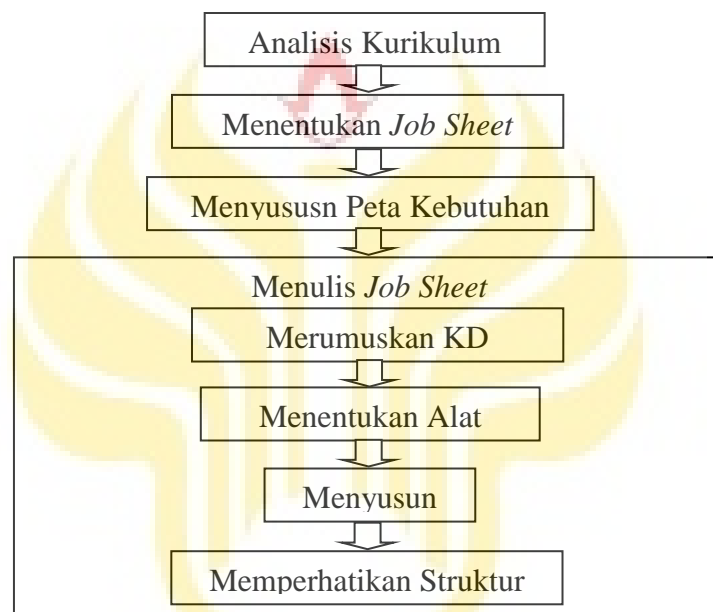 Analisis Kurikulum
Menentukan Job Sheet
Menyususn Peta Kebutuhan
Menulis Job Sheet
Merumuskan KD
Menentukan Alat
Menyusun
Memperhatikan Struktur